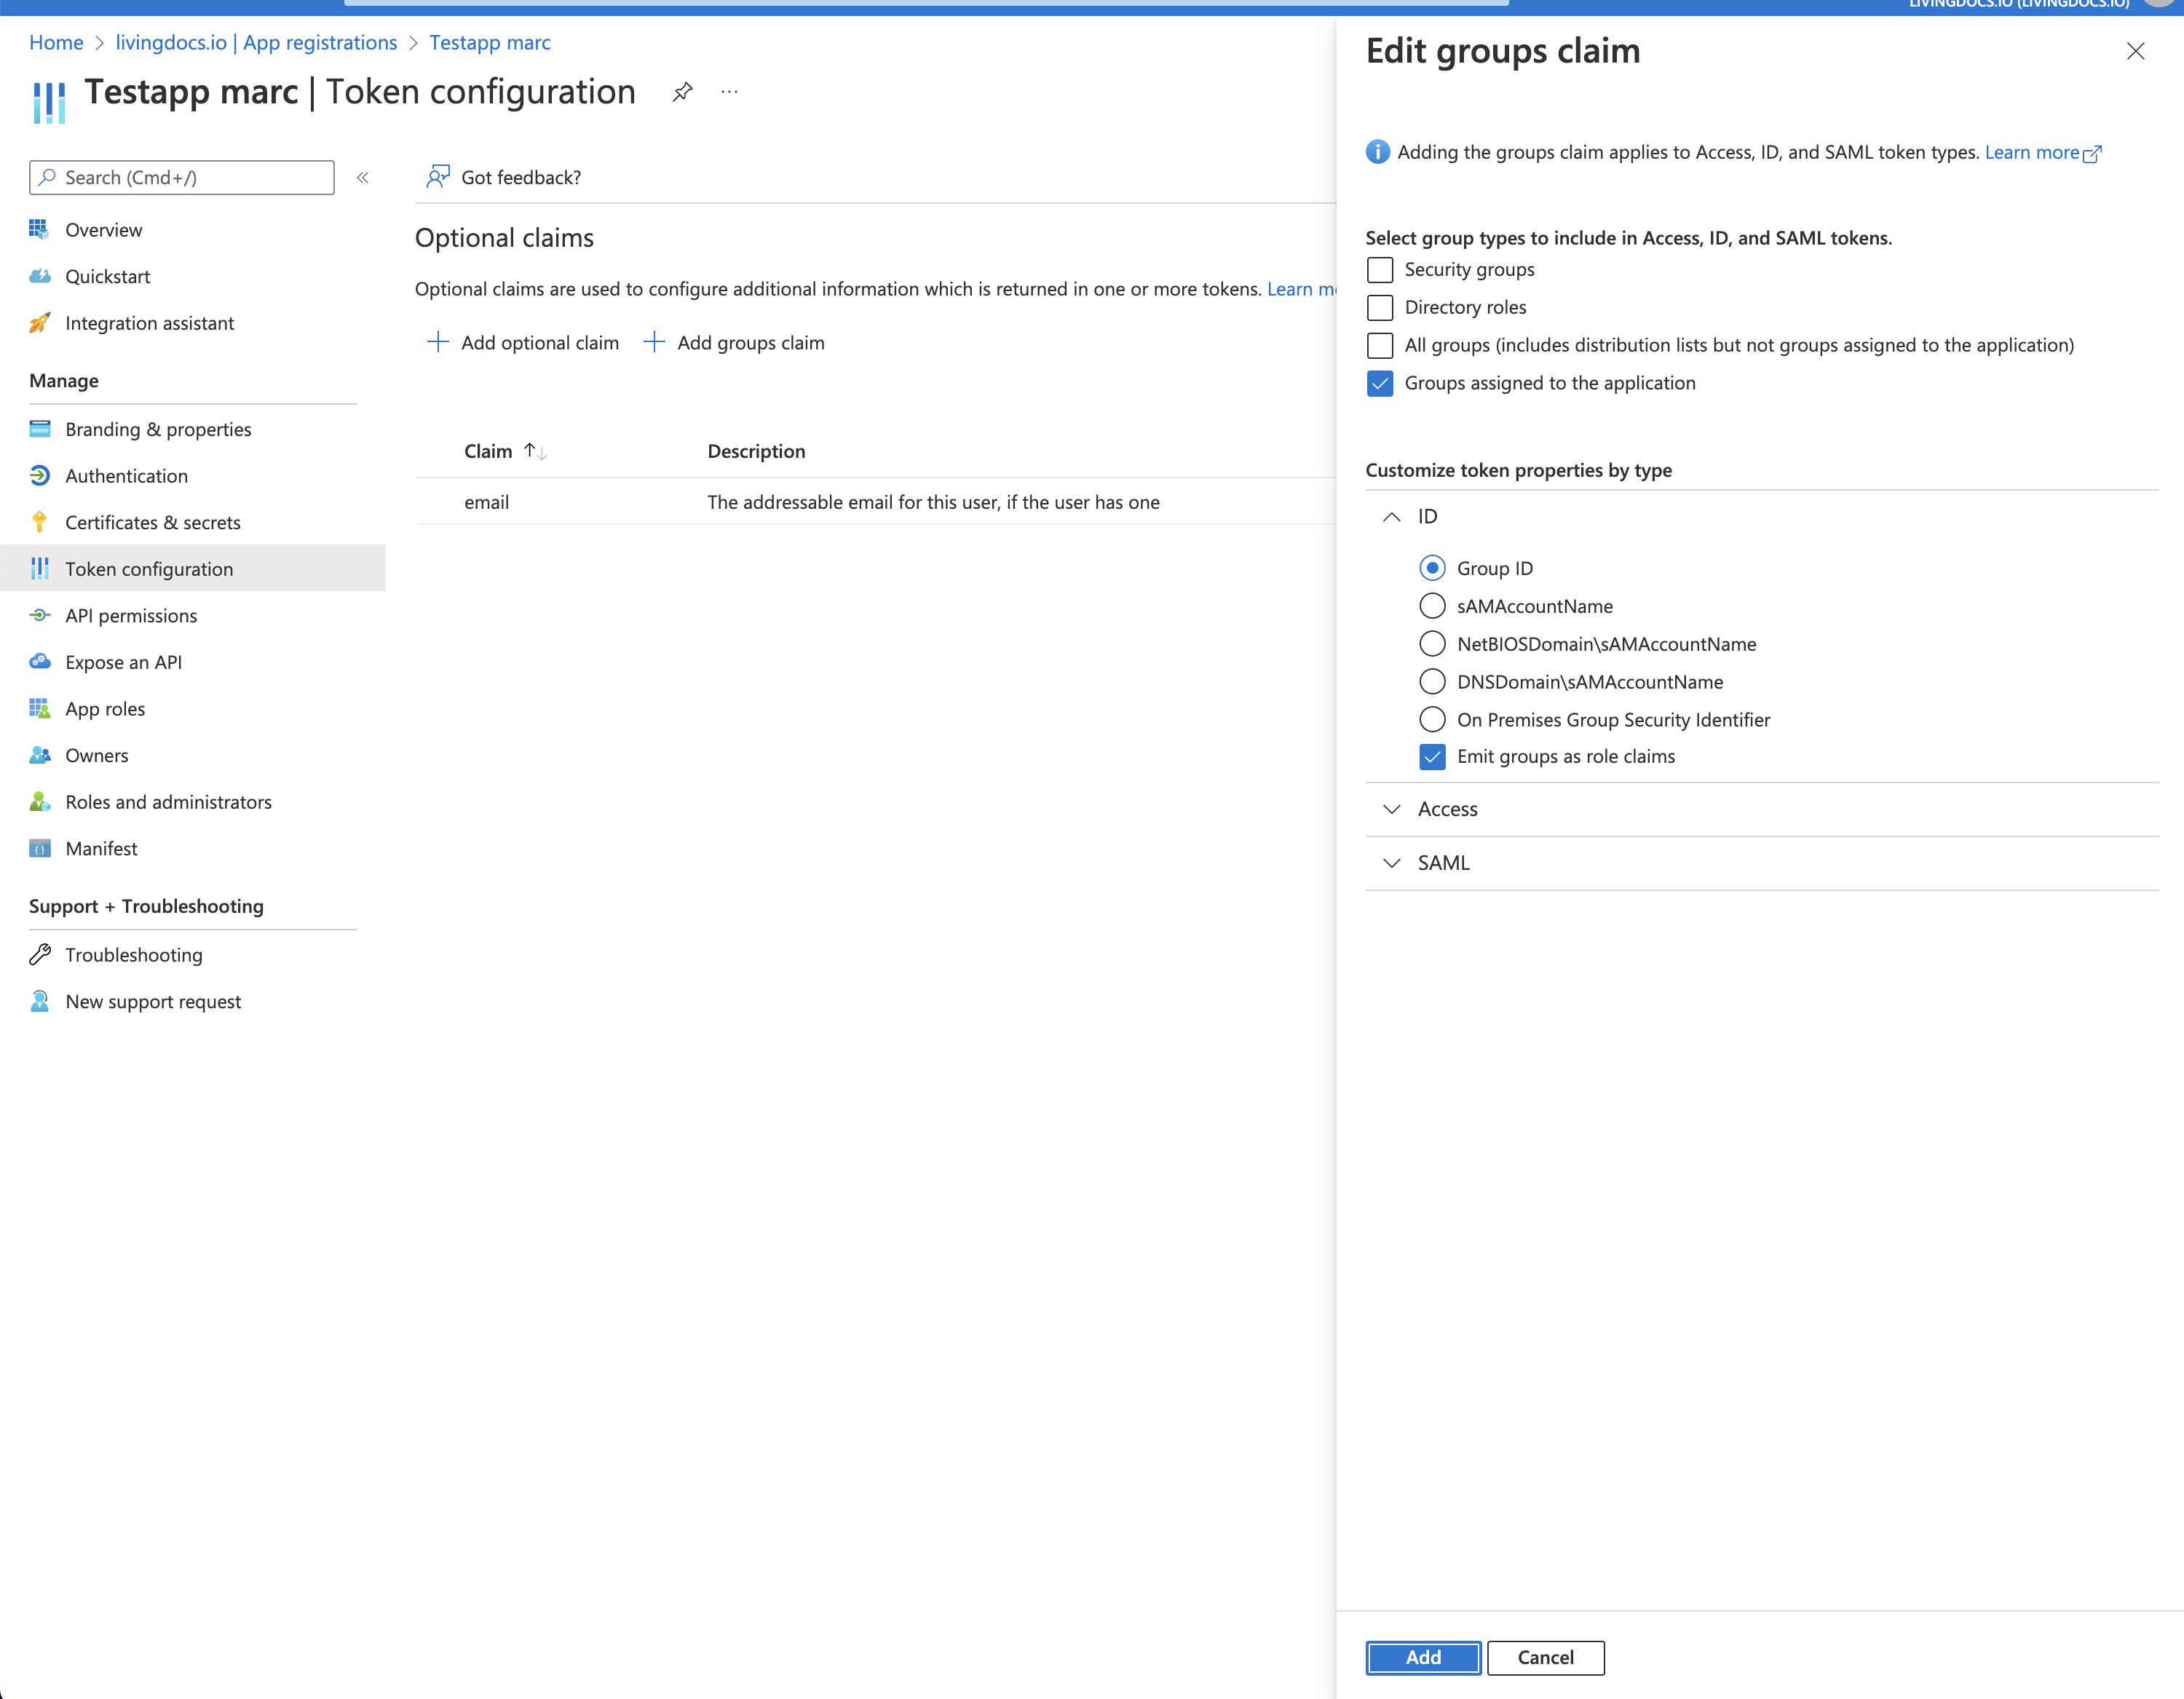 LIVINGDOCS.IO (LIVINGDOCS.IO)
Home > livingdocs.io | App registrations > Testapp marc
Testapp marc | Token configuration
Search (Cmd+/)
Overview
Quickstart
Integration assistant
Manage
Branding & properties
Authentication
Certificates & secrets
Token configuration
API permissions
Expose an API
App roles
Owners
Roles and administrators
Manifest
Support + Troubleshooting
Troubleshooting
New support request
Got feedback?
Optional claims
Optional claims are used to configure additional information which is returned in one or more tokens. Learn
Add optional claim Add groups claim
Claim Description
email The addressable email for this user, if the user has one
Edit groups claim
Adding the groups claim applies to Access, ID, and SAML token types. Learn more
Select group types to include in Access, ID, and SAML tokens.
Security groups
Directory roles
All groups (includes distribution lists but not groups assigned to the application)
Groups assigned to the application
Customize token properties by type
ID
Group ID
sAMAccountName
NetBIOSDomain\sAMAccountName
DNSDomain\sAMAccountName
On Premises Group Security Identifier
Emit groups as role claims
Access
SAML
Add Cancel